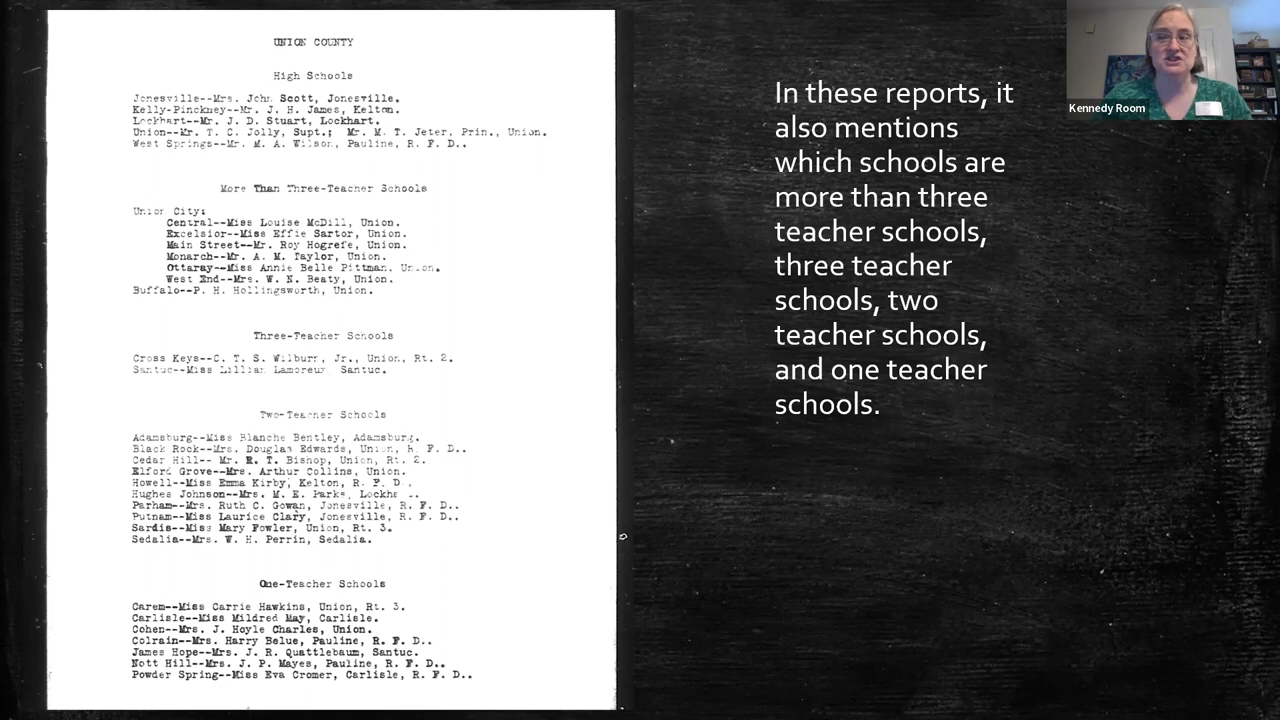 UNION COUNTY
High Schools
Jonesville--Mrs. John Scott, Jonesville.
Kelly-Pinckney--Mr. J. H. James, Kelton.
Lockhart--Mr. J. D. Stuart, Lockhart.
Union--Mr. T. C. Jolly, Supt.; Mr. M. T. Jeter, Prin., Union.
West Springs--Mr. M. A. Wilson, Pauline, R. F. D..
More Than Three-Teacher Schools
Union City:
Central--Miss Louise McDill, Union.
Excelsior--Miss Effie Sartor, Union.
Main Street--Mr. Roy Hogrefe, Union.
Monarch--Mr. A. M. Taylor, Union.
Ottaray--Miss Annie Belle Pittman, Union.
West End--Mrs. W. N. Beaty, Union.
Buffalo--P. H. Hollingsworth, Union.
Three-Teacher Schools
Cross Keys--C. T. S. Wilburr, Jr., Union, Rt. 2.
Santuc--Miss Lillian Santuc.
Two-Teacher Schools
Adamsburg--Miss Blanche Bentley, Adamsburg.
Black Rock--Mrs. Douglas Edwards, Union, R. F. D..
Cedar Hill-- Mr. R. T. Bishop, Union, Rt. 2.
Elford Grove--Mrs. Arthur Collins, Union.
Howell--Miss Emma Kirby, Kelton, R. F. D..
Hughes Johnson--Mrs. M. E. Parks,
Parham--Mrs. Ruth C. Gowan, Jonesville, R. F. D..
Putnam--Miss Laurice Clary, Jonesville, R. F. D..
Sardis--Miss Mary Fowler, Union, Rt. 3.
Sedalia--Mrs. W. H. Perrin, Sedalia.
One-Teacher Schools
Carem--Miss Carrie Hawkins, Union, Rt. 3.
Carlisle--Miss Mildred May, Carlisle.
Cohen--Mrs. J. Hoyle Charles, Union.
Colrain--Mrs. Harry Belue, Pauline, R. F. D..
James Hope--Mrs. J. R. Quattlebaum, Santuc.
Nott Hill--Mrs. J. P. Mayes, Pauline, R. F. D..
Powder Spring--Miss Eva Cromer, Carlisle, R. F. D..
In these reports, it
also mentions
which schools are
more than three
teacher schools,
three teacher
schools, two
teacher schools,
and one teacher
schools.
Kennedy Room